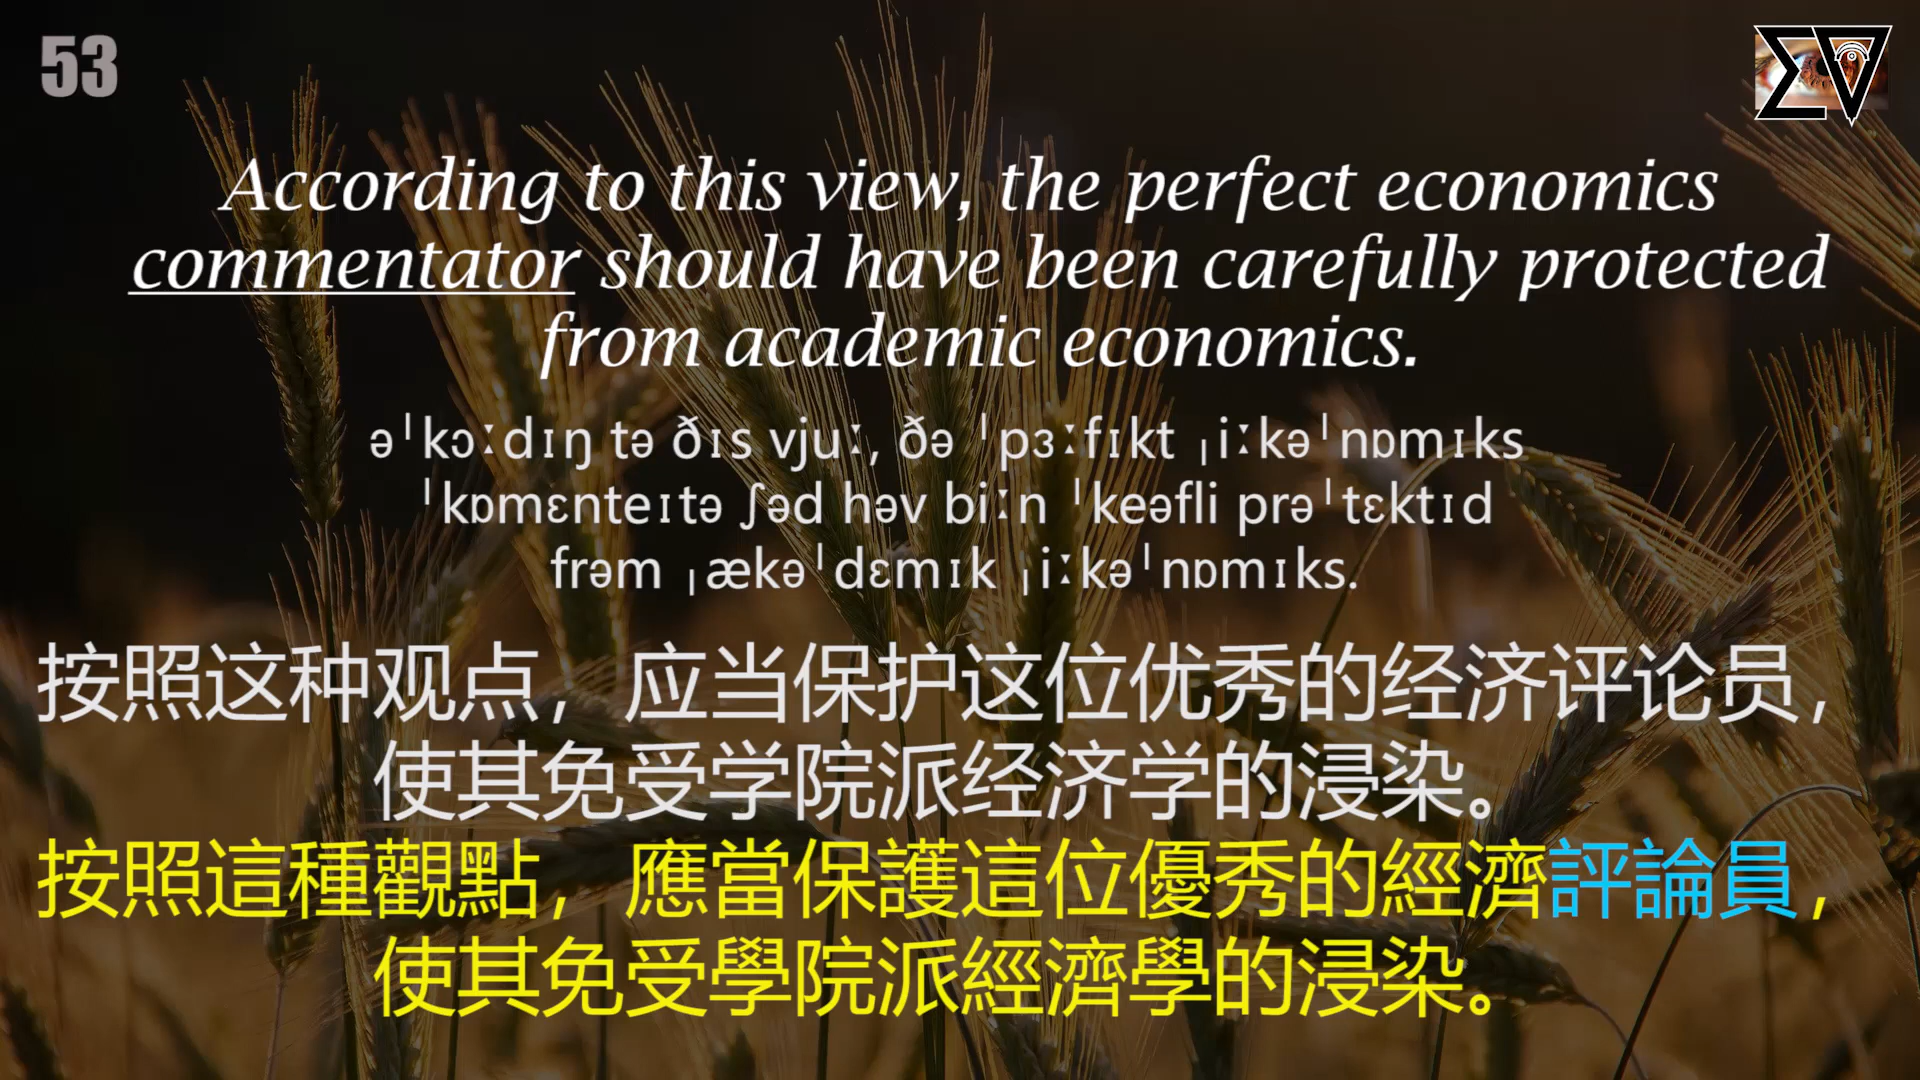 53
According to this view, the perfect economics
commentator should have been carefully protected
from academic economics.
əˈkɔːdɪŋ tə ðɪs vjuː, ðə ˈpɜːfɪkt ˌiːkəˈnɒmɪks
ˈkɒmɛnteɪtə ʃəd həv biːn ˈkeəfli prəˈtɛktɪd
frəm ˌækəˈdɛmɪk ˌiːkəˈnɒmɪks.
按照这种观点，应当保护这位优秀的经济评论员，
使其免受学院派经济学的浸染。
按照這種觀點，應當保護這位優秀的經濟評論員，
使其免受學院派經濟學的浸染。